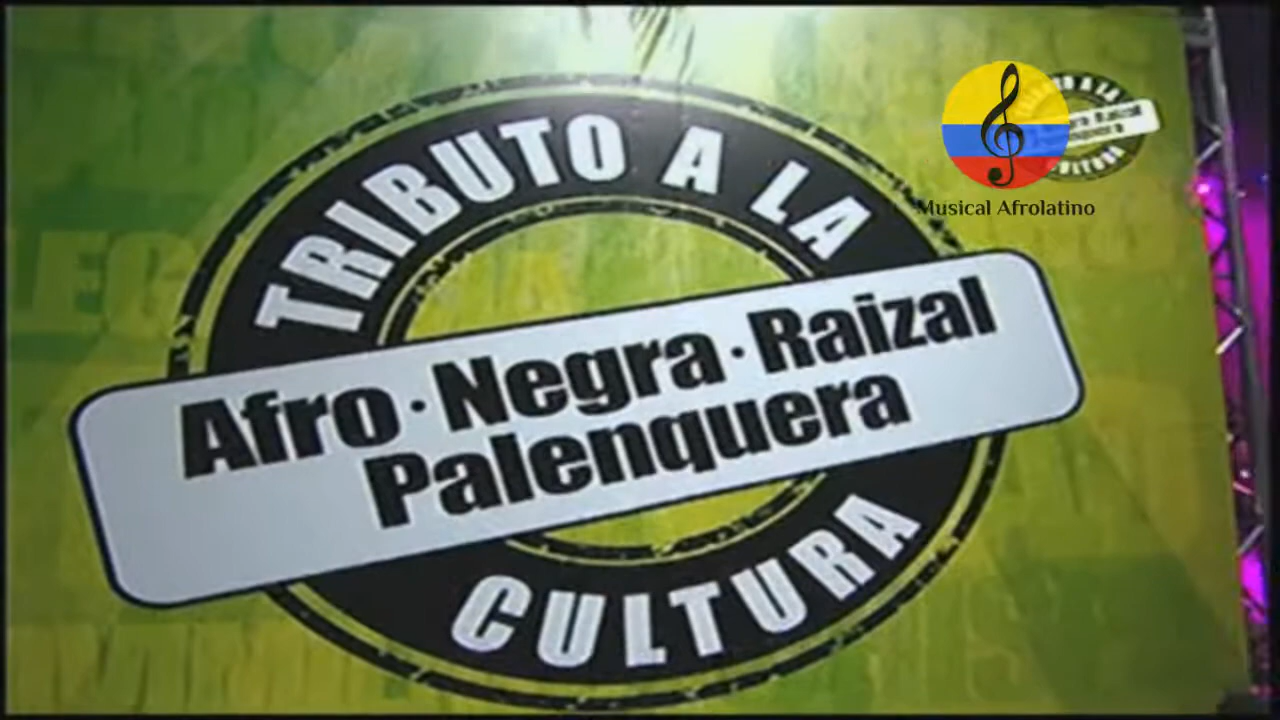 TRIBUTO A LA
Afro · Negra · Raizal
Palenquera
CULTURA
Musical Afrolatino